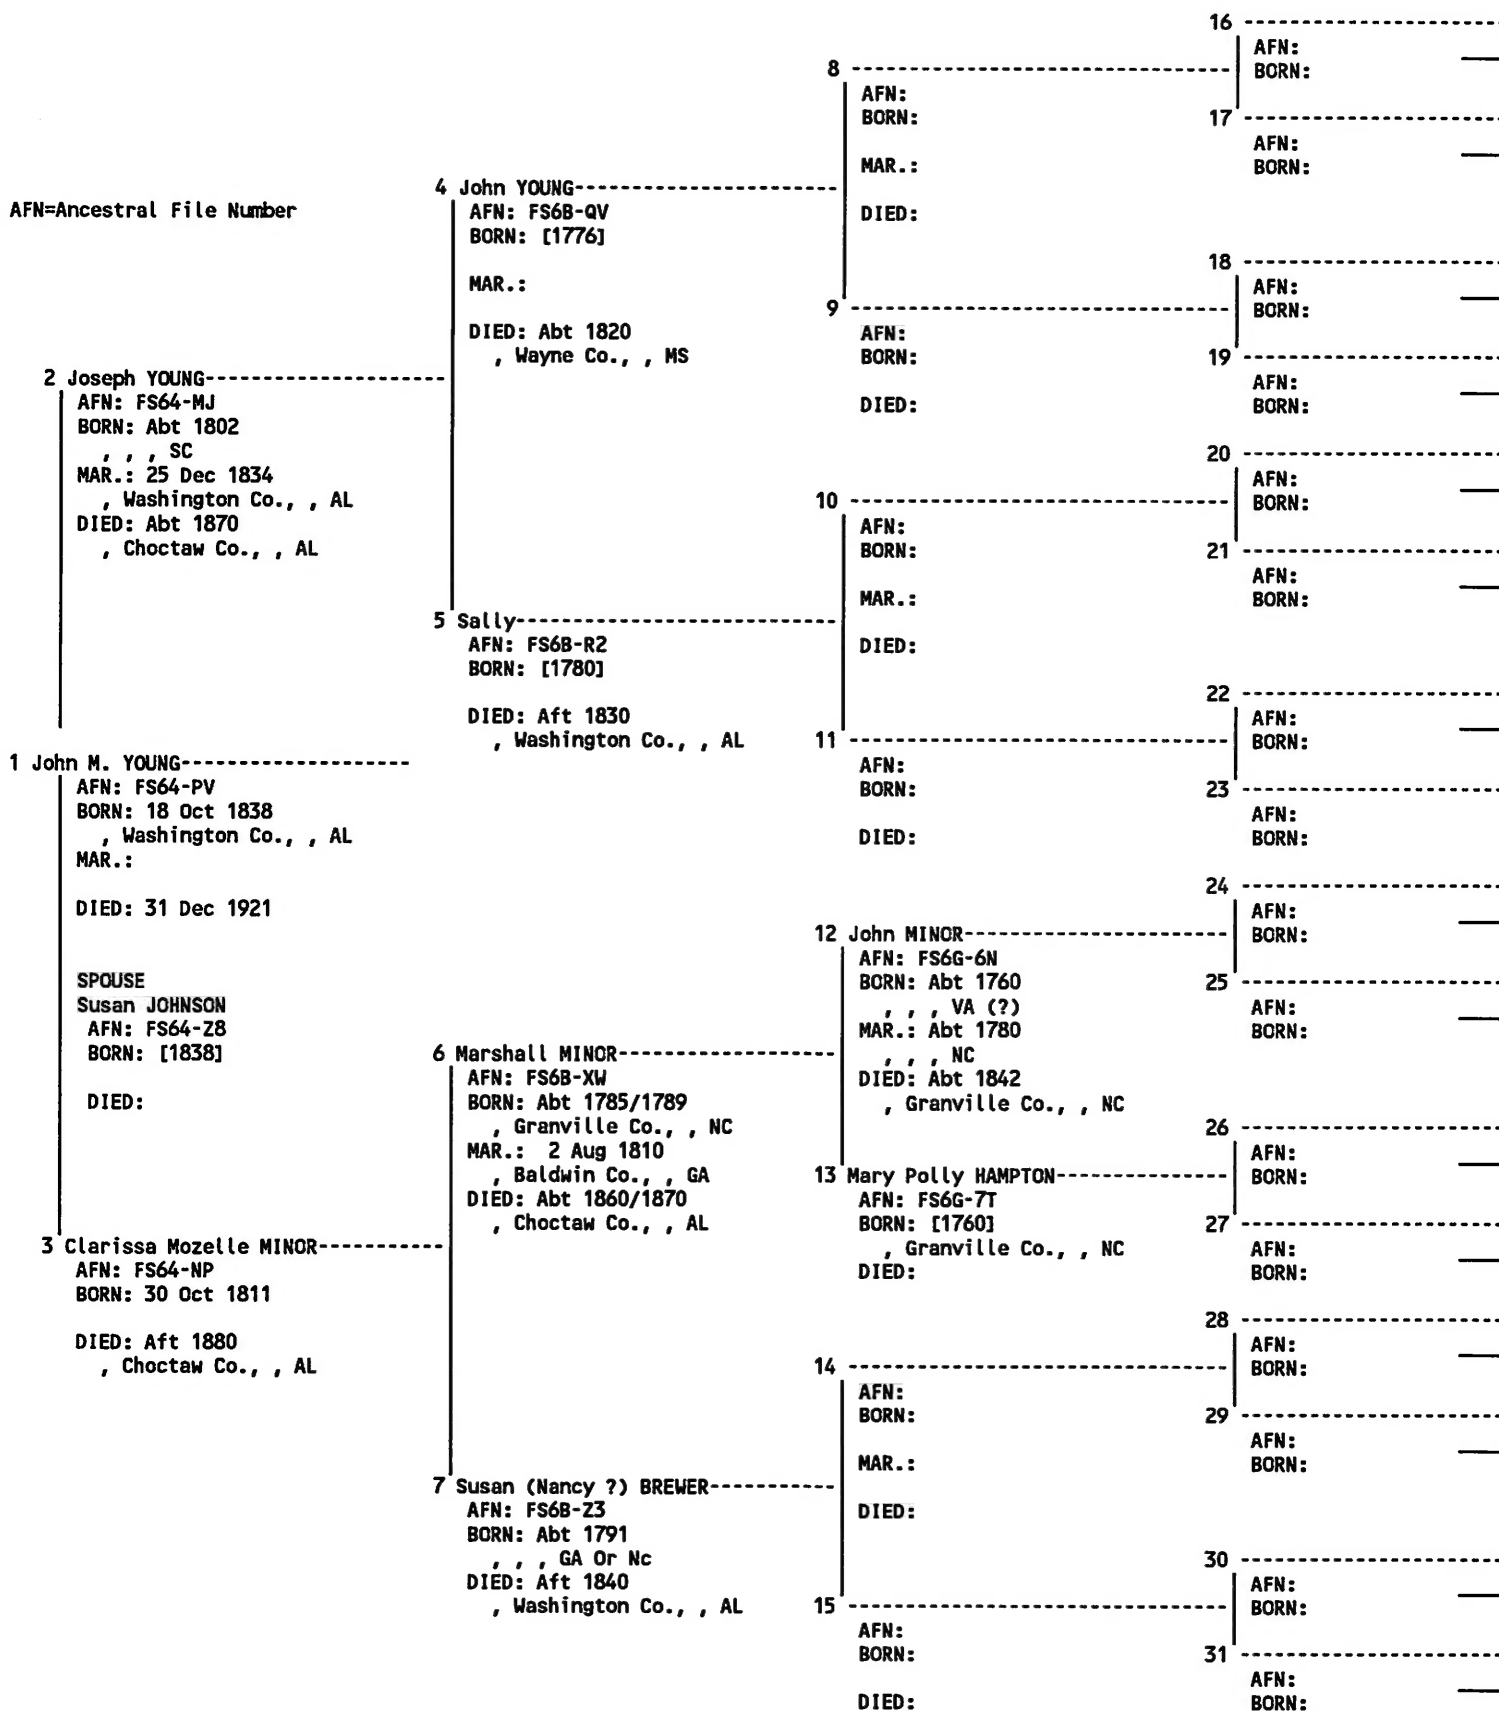 AFN=Ancestral File Number
1 John M. YOUNG
AFN: FS64-PV
BORN: 18 Oct 1838
, Washington Co., , AL
MAR.:
DIED: 31 Dec 1921
SPOUSE
Susan JOHNSON
AFN: FS64-Z8
BORN: [1838]
DIED:
2 Joseph YOUNG
AFN: FS64-MJ
BORN: Abt 1802
, , , SC
MAR.: 25 Dec 1834
, Washington Co., , AL
DIED: Abt 1870
, Choctaw Co., , AL
3 Clarissa Mozelle MINOR
AFN: FS64-NP
BORN: 30 Oct 1811
DIED: Aft 1880
, Choctaw Co., , AL
4 John YOUNG
AFN: FS6B-QV
BORN: [1776]
MAR.:
DIED: Abt 1820
, Wayne Co., , MS
5 Sally
AFN: FS6B-R2
BORN: [1780]
DIED: Aft 1830
, Washington Co., , AL
6 Marshall MINOR
AFN: FS6B-XW
BORN: Abt 1785/1789
, Granville Co., , NC
MAR.: 2 Aug 1810
, Baldwin Co., , GA
DIED: Abt 1860/1870
, Choctaw Co., , AL
7 Susan (Nancy ?) BREWER
AFN: FS6B-Z3
BORN: Abt 1791
, , , GA Or Nc
DIED: Aft 1840
, Washington Co., , AL
8
AFN:
BORN:
MAR.:
DIED:
9
AFN:
BORN:
DIED:
10
AFN:
BORN:
MAR.:
DIED:
11
AFN:
BORN:
DIED:
12 John MINOR
AFN: FS6G-6N
BORN: Abt 1760
, , , VA (?)
MAR.: Abt 1780
, , , NC
DIED: Abt 1842
, Granville Co., , NC
13 Mary Polly HAMPTON
AFN: FS6G-7T
BORN: [1760]
, Granville Co., , NC
DIED:
14
AFN:
BORN:
MAR.:
DIED:
15
AFN:
BORN:
DIED:
16
AFN:
BORN:
17
AFN:
BORN:
18
AFN:
BORN:
19
AFN:
BORN:
20
AFN:
BORN:
21
AFN:
BORN:
22
AFN:
BORN:
23
AFN:
BORN:
24
AFN:
BORN:
25
AFN:
BORN:
26
AFN:
BORN:
27
AFN:
BORN:
28
AFN:
BORN:
29
AFN:
BORN:
30
AFN:
BORN:
31
AFN:
BORN: